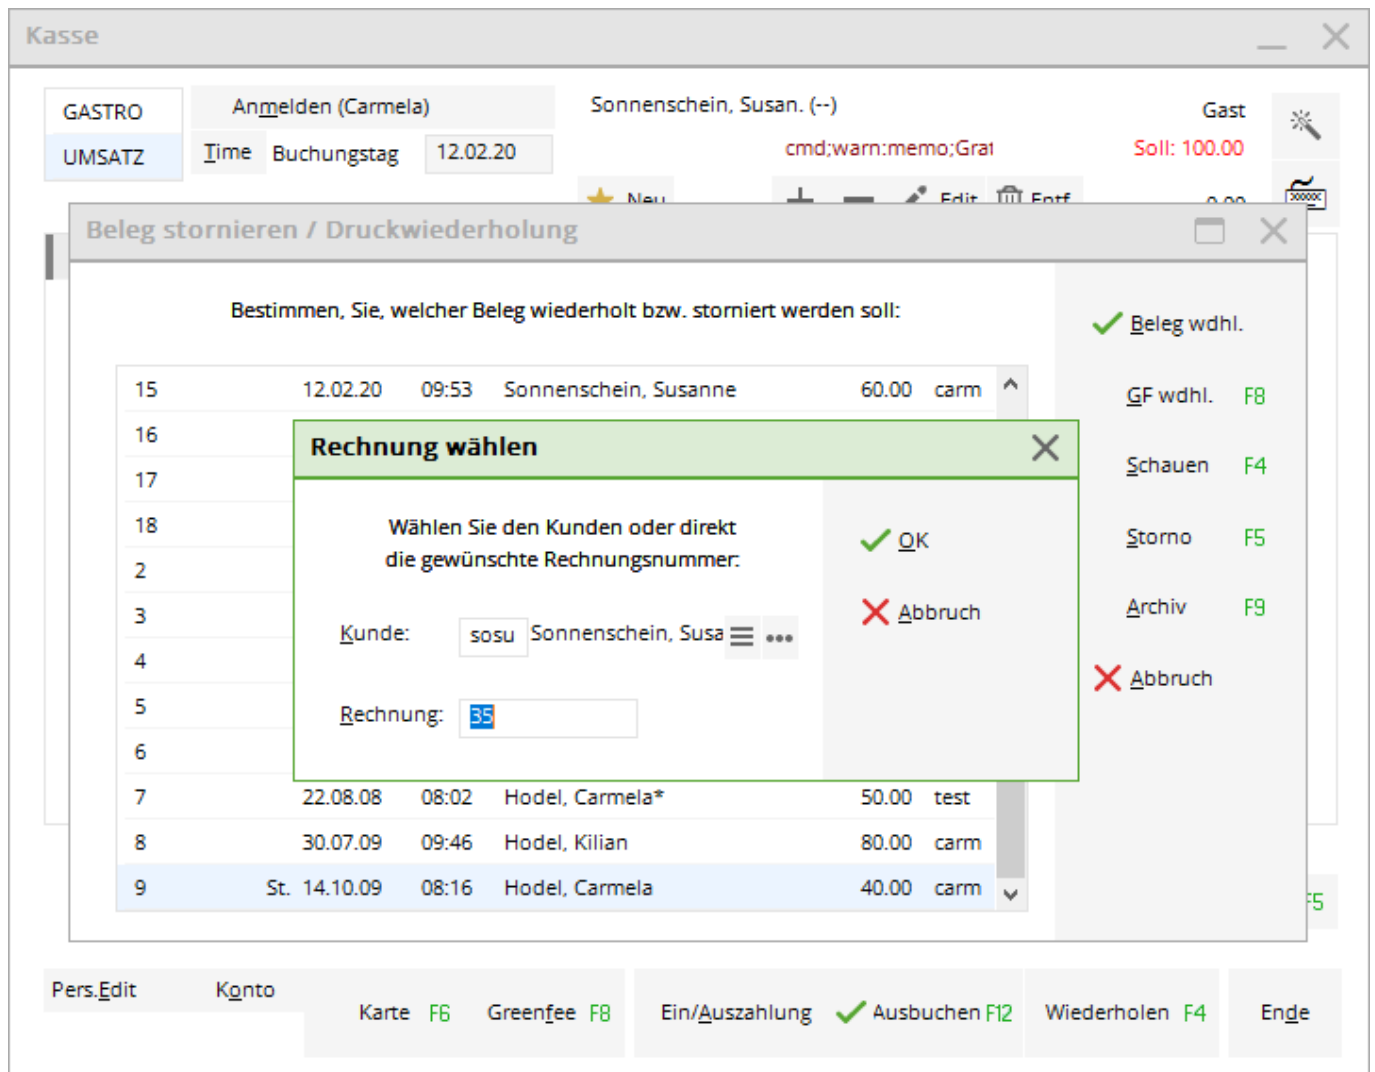 Kasse
GASTRO
Anmelden (Carmela)
Sonnenschein, Susan. (--)
Gast
UMSATZ
Time Buchungstag 12.02.20
cmd;warn:memo;Grat
Soll: 100.00
Neu
Edit
Entf
0.00
Beleg stornieren / Druckwiederholung
Bestimmen, Sie, welcher Beleg wiederholt bzw. storniert werden soll:
15 12.02.20 09:53 Sonnenschein, Susanne 60.00 carm
16
17
18
2
3
4
5
6
7 22.08.08 08:02 Hodel, Carmela* 50.00 test
8 30.07.09 09:46 Hodel, Kilian 80.00 carm
9 St. 14.10.09 08:16 Hodel, Carmela 40.00 carm
Beleg wdhl.
GF wdhl. F8
Schauen F4
Storno F5
Archiv F9
Abbruch
Rechnung wählen
Wählen Sie den Kunden oder direkt
die gewünschte Rechnungsnummer:
Kunde: sosu Sonnenschein, Susa
Rechnung: 35
OK
Abbruch
F5
Pers.Edit
Konto
Karte F6
Greenfee F8
Ein/Auszahlung
Ausbuchen F12
Wiederholen F4
Ende